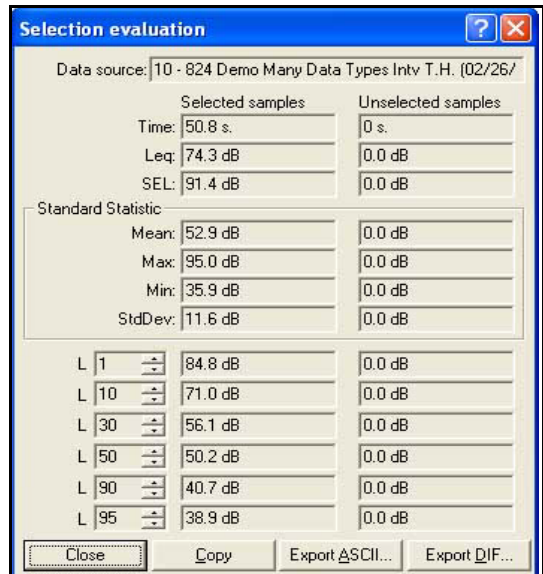 Selection evaluation
Data source: 10 - 824 Demo Many Data Types Intv T.H. (02/26/
Selected samples Unselected samples
Time: 50.8 s. 0 s.
Leq: 74.3 dB 0.0 dB
SEL: 91.4 dB 0.0 dB
Standard Statistic
Mean: 52.9 dB 0.0 dB
Max: 95.0 dB 0.0 dB
Min: 35.9 dB 0.0 dB
StdDev: 11.6 dB 0.0 dB
L 1 84.8 dB 0.0 dB
L 10 71.0 dB 0.0 dB
L 30 56.1 dB 0.0 dB
L 50 50.2 dB 0.0 dB
L 90 40.7 dB 0.0 dB
L 95 38.9 dB 0.0 dB
Close Copy Export ASCII... Export DIF...